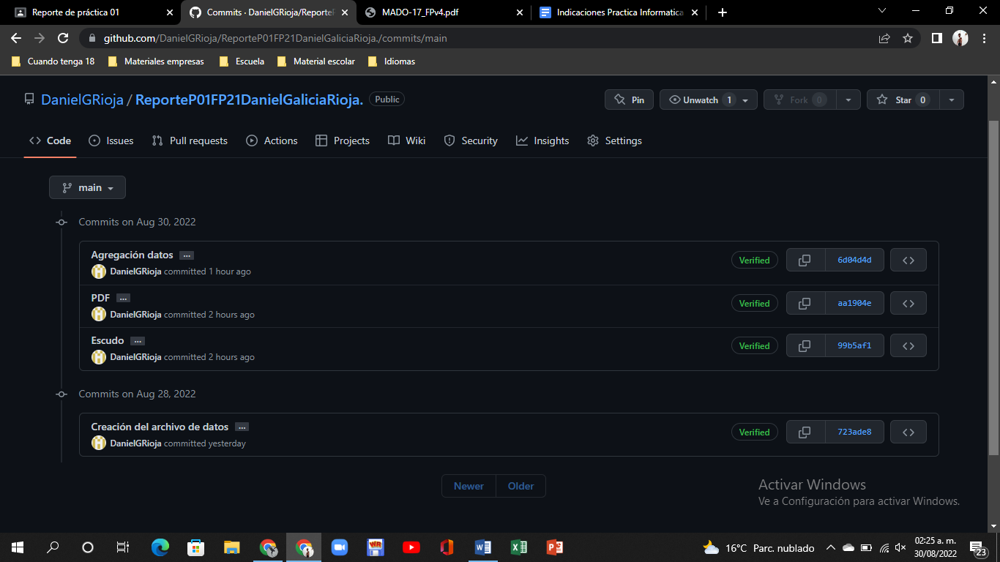 Reporte de práctica 01
Commits · DanielGRioja/ReporteP
MADO-17_FPv4.pdf
Indicaciones Practica Informatica
github.com/DanielGRioja/ReporteP01FP21DanielGaliciaRioja./commits/main
Cuando tenga 18
Materiales empresas
Escuela
Material escolar
Idiomas
DanielGRioja / ReporteP01FP21DanielGaliciaRioja. Public
Pin
Unwatch 1
Fork 0
Star 0
Code
Issues
Pull requests
Actions
Projects
Wiki
Security
Insights
Settings
main
Commits on Aug 30, 2022
Agregación datos ...
DanielGRioja committed 1 hour ago
Verified
6d04d4d
PDF ...
DanielGRioja committed 2 hours ago
Verified
aa1904e
Escudo ...
DanielGRioja committed 2 hours ago
Verified
99b5af1
Commits on Aug 28, 2022
Creación del archivo de datos ...
DanielGRioja committed yesterday
Verified
723ade8
Newer
Older
Activar Windows
Ve a Configuración para activar Windows.
16°C Parc. nublado
02:25 a. m.
30/08/2022
23